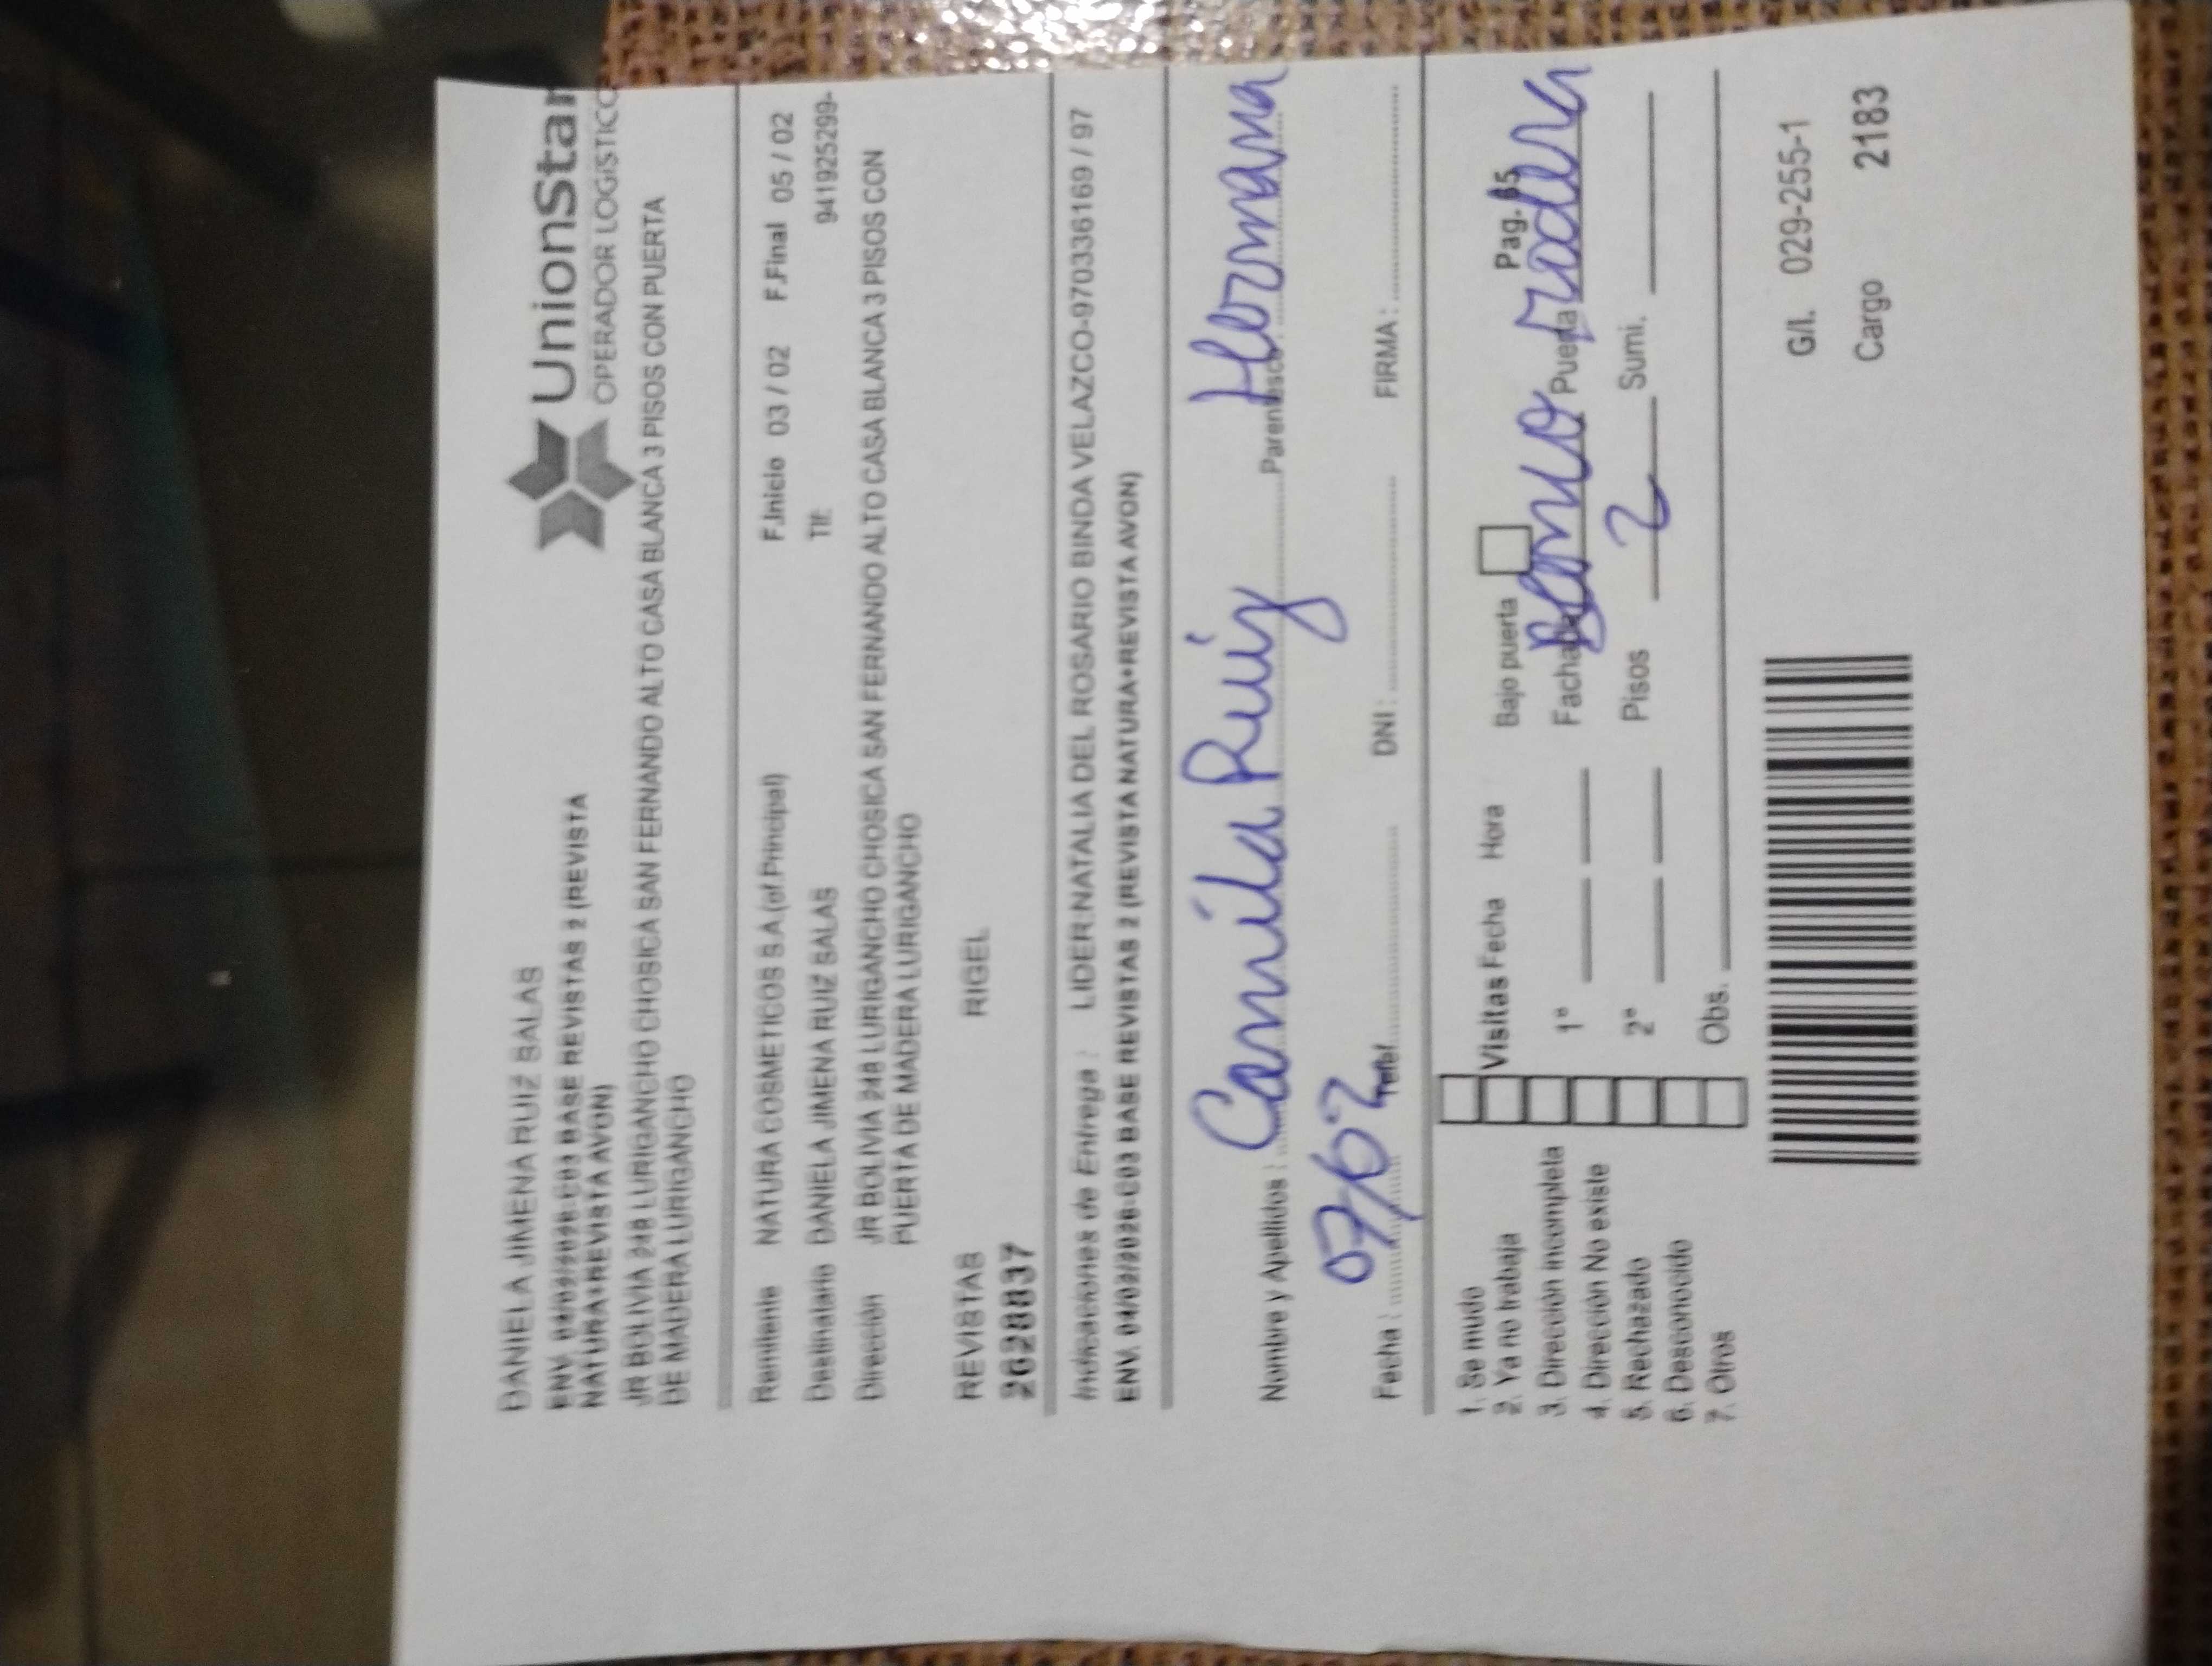 DANIELA JIMENA RUIZ SALAS
UnionStar
OPERADOR LOGISTICO
ENV. 04/02/2026-C03 BASE REVISTAS 2 (REVISTA
NATURA+REVISTA AVON)
JR BOLIVIA 248 LURIGANCHO CHOSICA SAN FERNANDO ALTO CASA BLANCA 3 PISOS CON PUERTA
DE MADERA LURIGANCHO
Remitente NATURA COSMETICOS S.A.(of.Principal) F.Inicio 03 / 02 F.Final 05 / 02
Destinatario DANIELA JIMENA RUIZ SALAS Tlf: 941925299-
Dirección JR BOLIVIA 248 LURIGANCHO CHOSICA SAN FERNANDO ALTO CASA BLANCA 3 PISOS CON
PUERTA DE MADERA LURIGANCHO
REVISTAS RIGEL
2628837
Indicaciones de Entrega : LIDER:NATALIA DEL ROSARIO BINDA VELAZCO-970336169 / 97
ENV. 04/02/2026-C03 BASE REVISTAS 2 (REVISTA NATURA+REVISTA AVON)
Nombre y Apellidos : Camila Ruiz Parentesco : Hermana
Fecha : 07/02 Telef. DNI : FIRMA :
1. Se mudo
2. Ya no trabaja Visitas Fecha Hora Bajo puerta Pag.
3. Dirección incompleta 1° Fachada Blanco Puerta madera
4. Dirección No existe
5. Rechazado 2° Pisos 2 Sumi.
6. Desconocido
7. Otros Obs.
G/I. 029-255-1
Cargo 2183